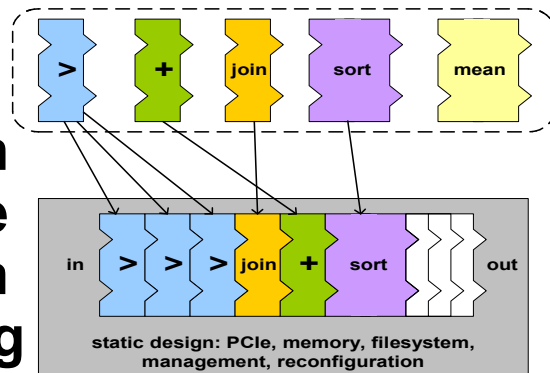 > + join sort mean
n
e
n
g
in > > > join + sort out
static design: PCIe, memory, filesystem,
management, reconfiguration